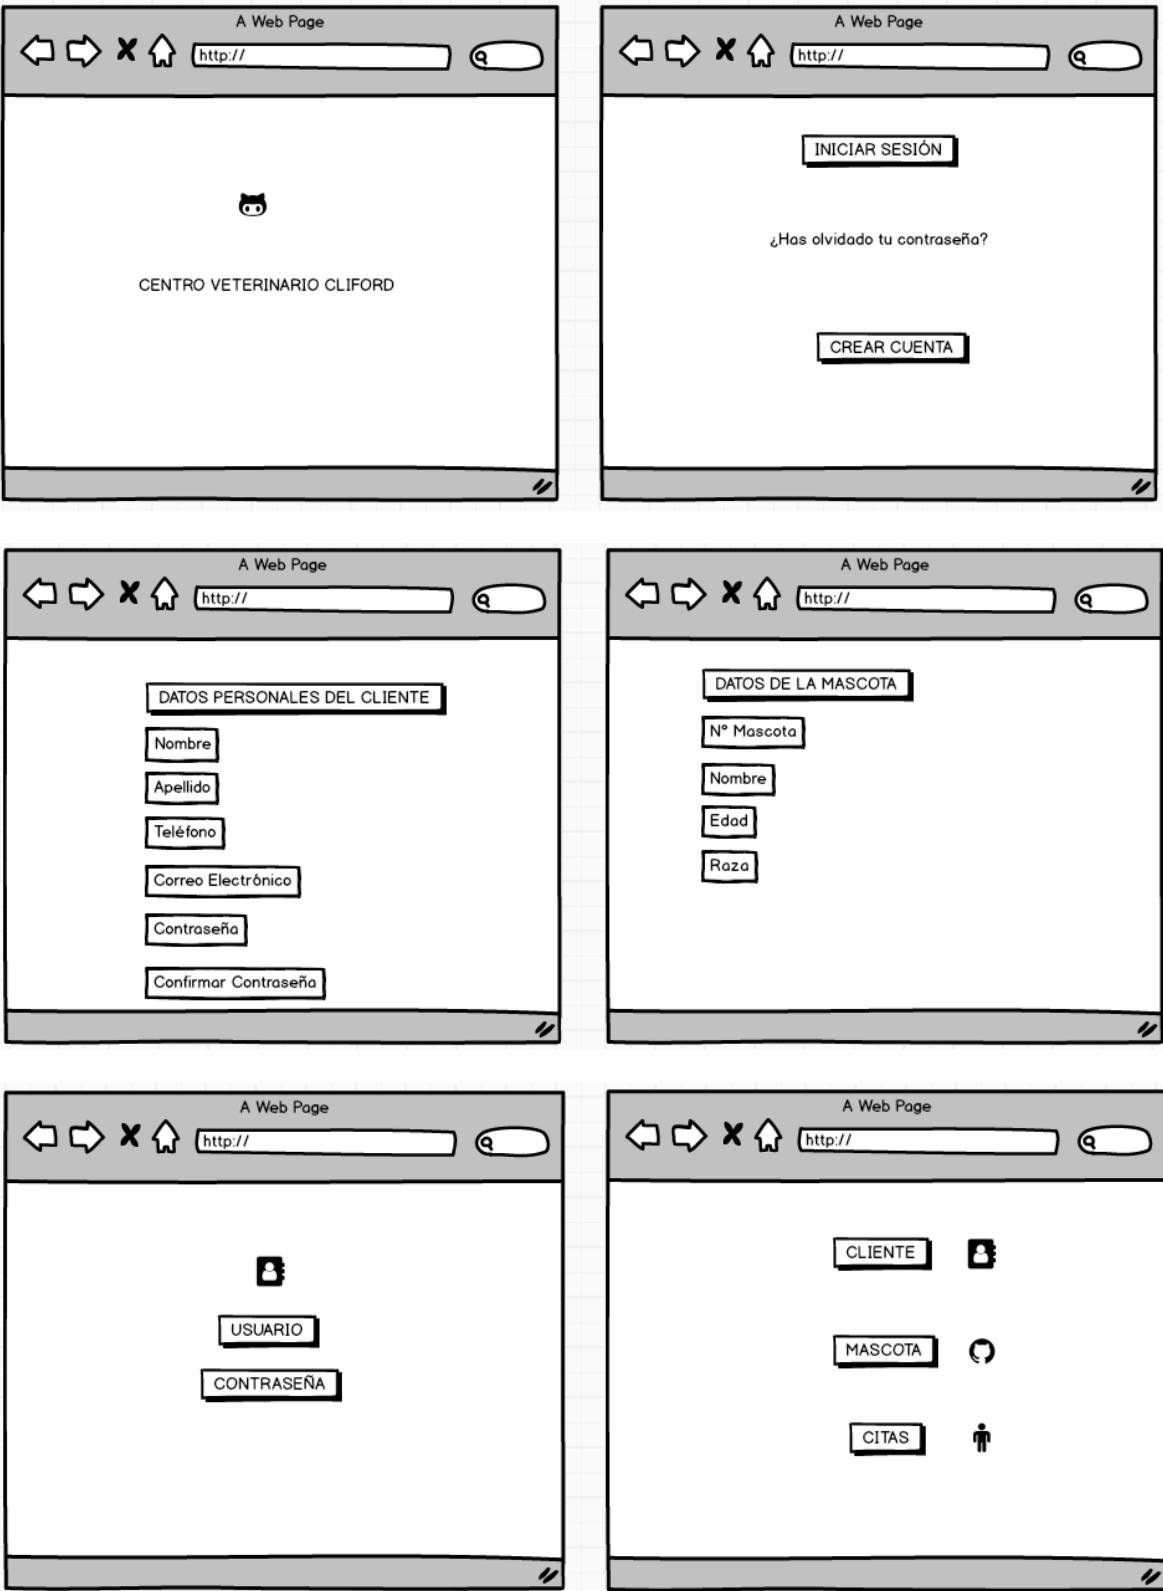 A Web Page
http://
CENTRO VETERINARIO CLIFORD
A Web Page
http://
INICIAR SESIÓN
¿Has olvidado tu contraseña?
CREAR CUENTA
A Web Page
http://
DATOS PERSONALES DEL CLIENTE
Nombre
Apellido
Teléfono
Correo Electrónico
Contraseña
Confirmar Contraseña
A Web Page
http://
DATOS DE LA MASCOTA
Nº Mascota
Nombre
Edad
Raza
A Web Page
http://
USUARIO
CONTRASEÑA
A Web Page
http://
CLIENTE
MASCOTA
CITAS